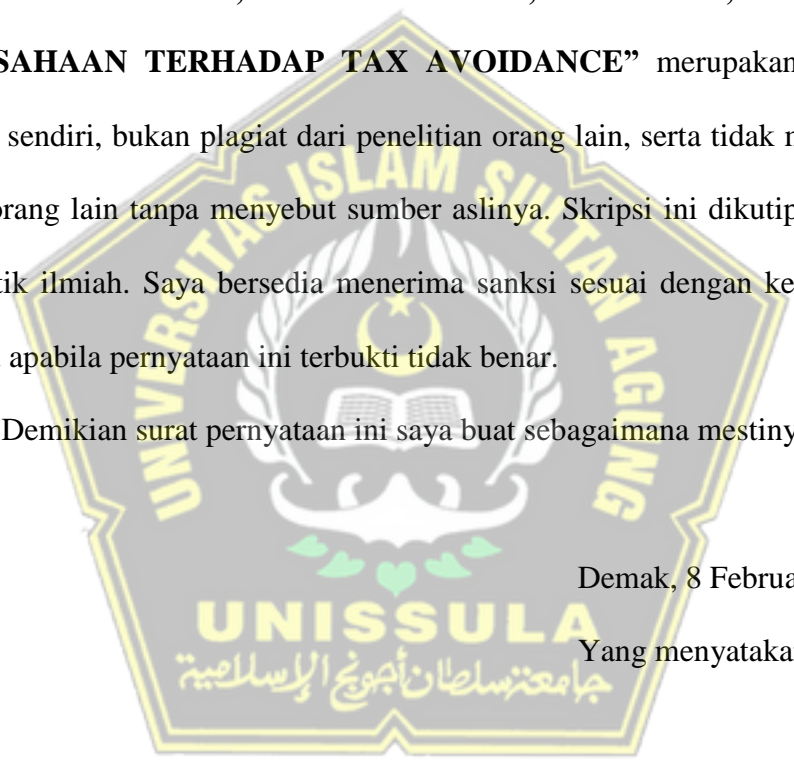 SAHAAN TERHADAP TAX AVOIDANCE” merupakan
sendiri, bukan plagiat dari penelitian orang lain, serta tidak
orang lain tanpa menyebut sumber aslinya. Skripsi ini dikutip
tik ilmiah. Saya bersedia menerima sanksi sesuai dengan ke
apabila pernyataan ini terbukti tidak benar.
Demikian surat pernyataan ini saya buat sebagaimana mestiny
Demak, 8 Februa
Yang menyataka
UNIVERSITAS ISLAM SULTAN AGUNG
UNISSULA
جامعة سلطان أجونج الإسلامية